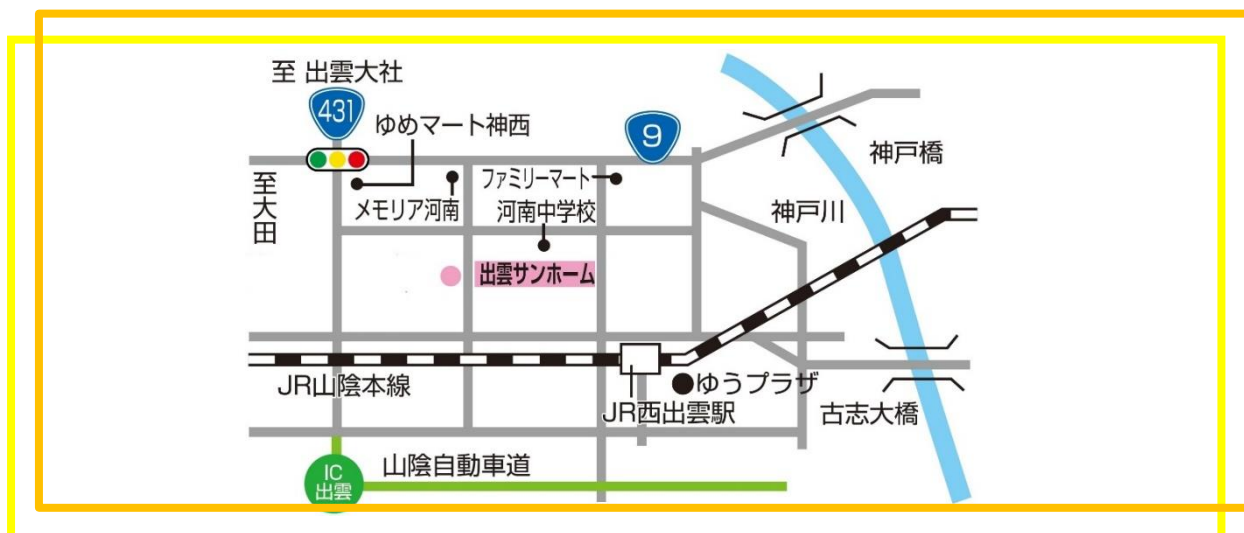 至 出雲大社
431
ゆめマート神西
9
神戸橋
至大田
メモリア河南
ファミリーマート
河南中学校
神戸川
出雲サンホーム
JR山陰本線
ゆうプラザ
JR西出雲駅
古志大橋
山陰自動車道
IC
出雲